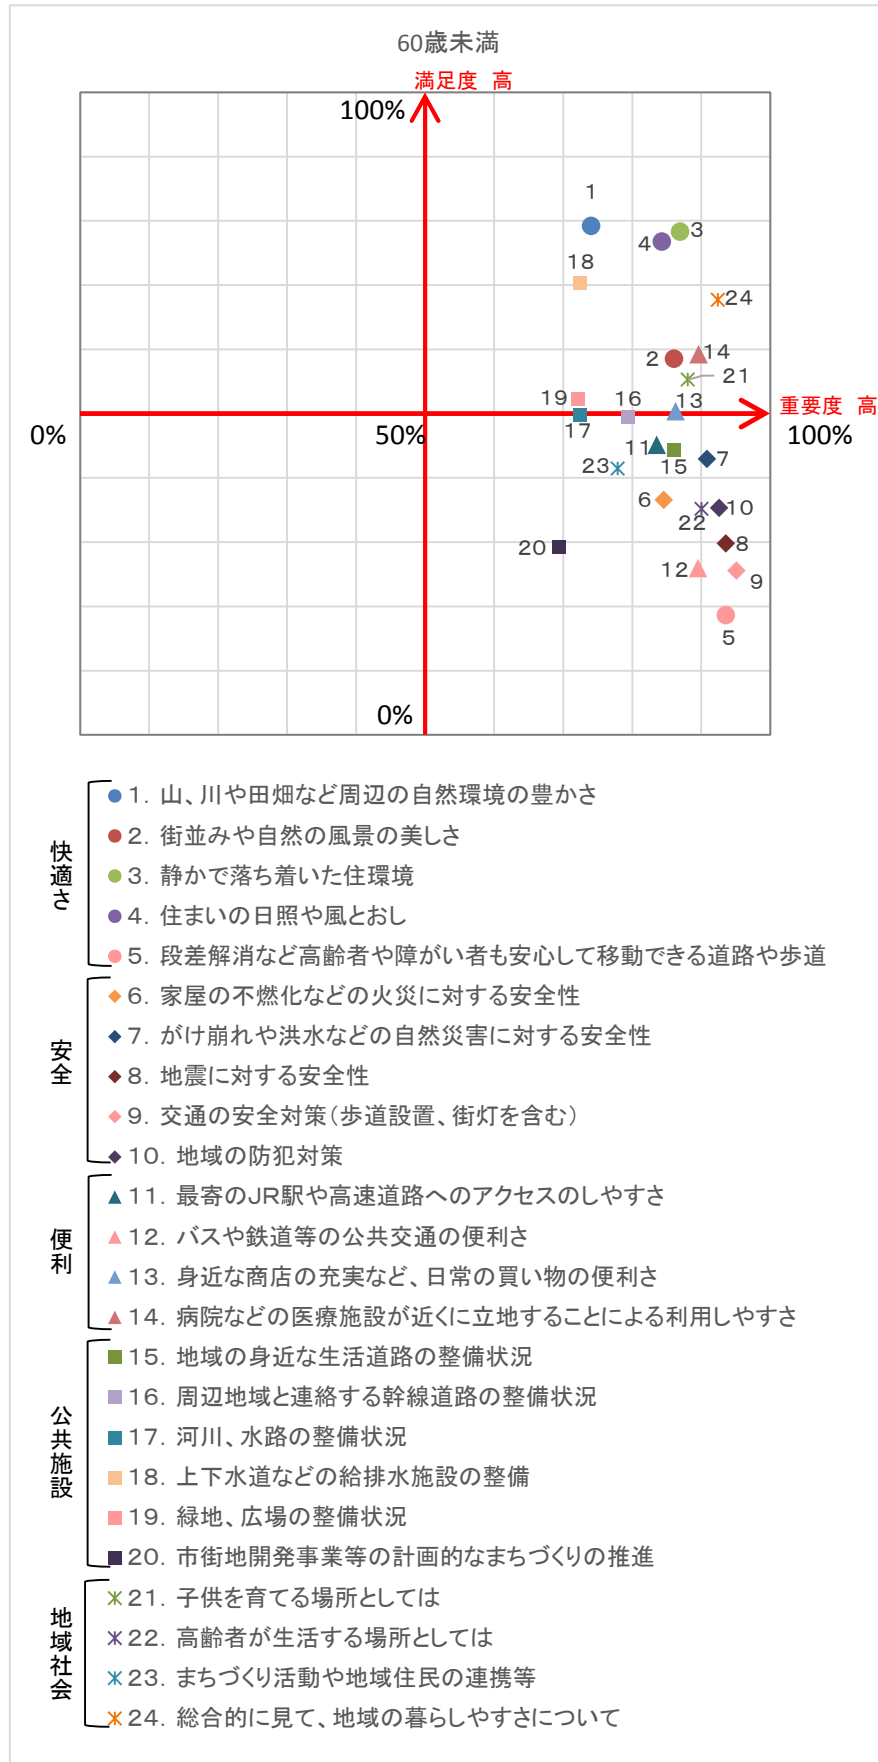 60歳未満
満足度 高
100%
1
3
4
18
24
2
14
21
19
16
13
重要度 高
0%
50%
100%
17
11
15
7
23
6
22
10
20
8
12
9
5
0%
快適さ
1. 山、川や田畑など周辺の自然環境の豊かさ
2. 街並みや自然の風景の美しさ
3. 静かで落ち着いた住環境
4. 住まいの日照や風とおし
5. 段差解消など高齢者や障がい者も安心して移動できる道路や歩道
安全
6. 家屋の不燃化などの火災に対する安全性
7. がけ崩れや洪水などの自然災害に対する安全性
8. 地震に対する安全性
9. 交通の安全対策(歩道設置、街灯を含む)
10. 地域の防犯対策
便利
11. 最寄のJR駅や高速道路へのアクセスのしやすさ
12. バスや鉄道等の公共交通の便利さ
13. 身近な商店の充実など、日常の買い物の便利さ
14. 病院などの医療施設が近くに立地することによる利用しやすさ
公共施設
15. 地域の身近な生活道路の整備状況
16. 周辺地域と連絡する幹線道路の整備状況
17. 河川、水路の整備状況
18. 上下水道などの給排水施設の整備
19. 緑地、広場の整備状況
20. 市街地開発事業等の計画的なまちづくりの推進
地域社会
21. 子供を育てる場所としては
22. 高齢者が生活する場所としては
23. まちづくり活動や地域住民の連携等
24. 総合的に見て、地域の暮らしやすさについて